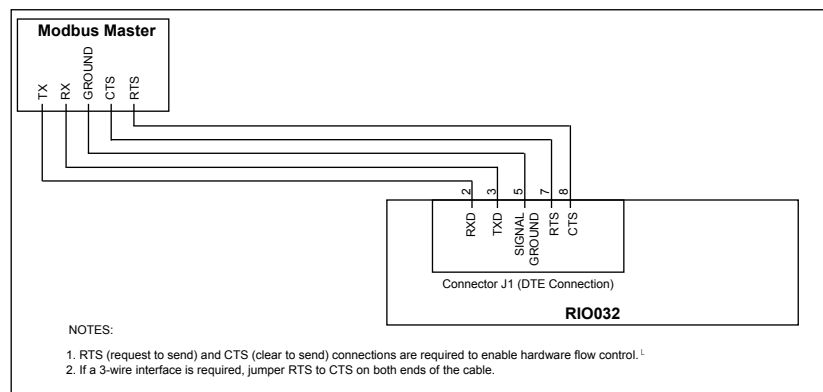 Modbus Master
TX
RX
GROUND
CTS
RTS
2
3
5
7
8
RXD
TXD
SIGNAL
GROUND
RTS
CTS
Connector J1 (DTE Connection)
RIO032
NOTES:
1. RTS (request to send) and CTS (clear to send) connections are required to enable hardware flow control. L
2. If a 3-wire interface is required, jumper RTS to CTS on both ends of the cable.